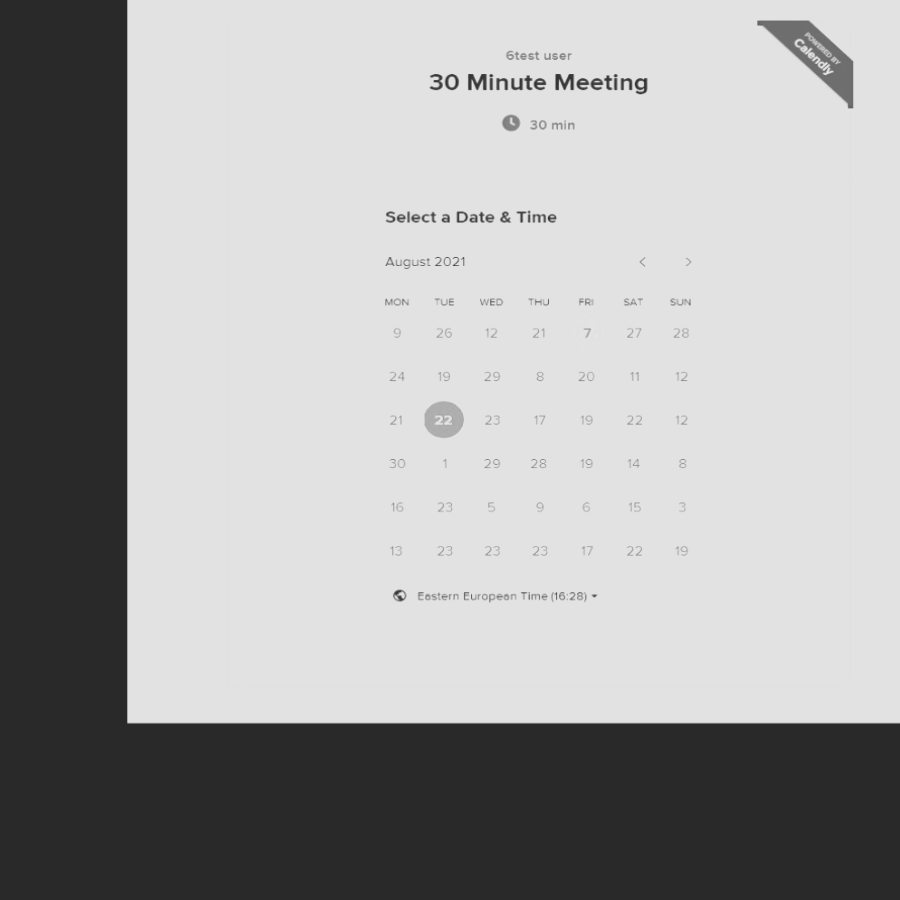 6test user
30 Minute Meeting
30 min
POWERED BY
Calendly
Select a Date & Time
August 2021
MON TUE WED THU FRI SAT SUN
9 26 12 21 7 27 28
24 19 29 8 20 11 12
21 22 23 17 19 22 12
30 1 29 28 19 14 8
16 23 5 9 6 15 3
13 23 23 23 17 22 19
Eastern European Time (16:28)